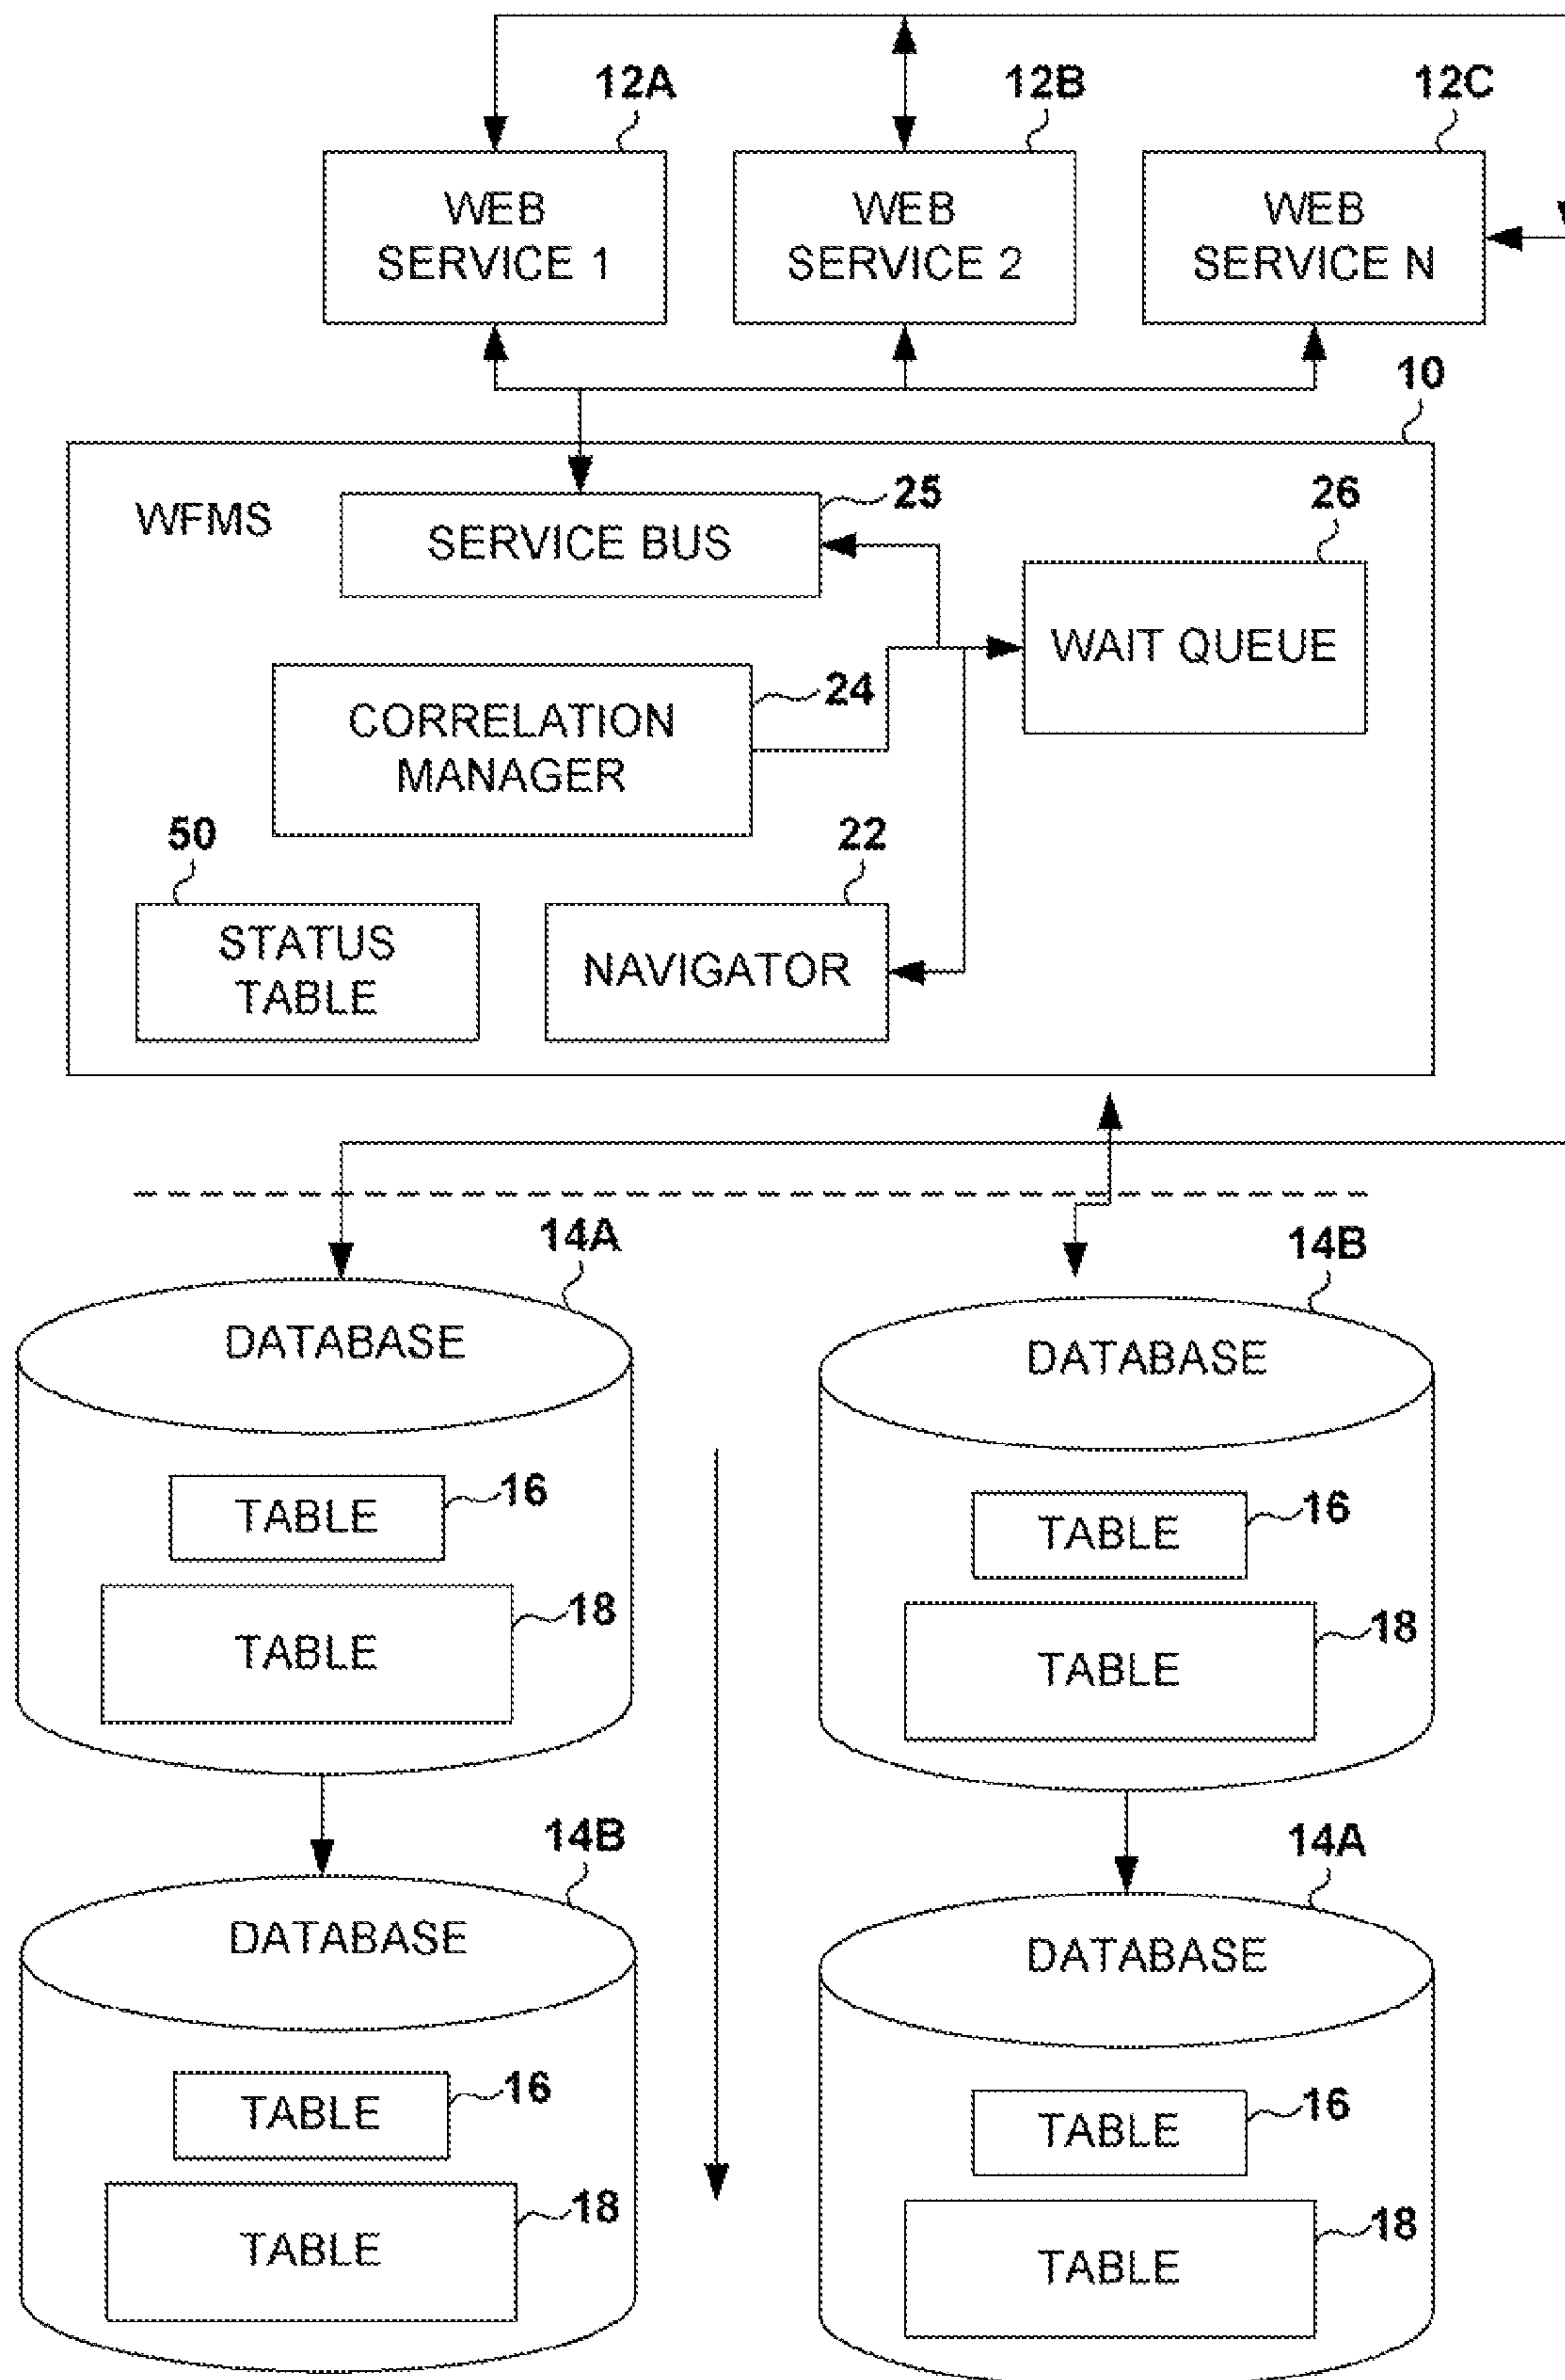 12A
12B
12C
WEB
SERVICE 1
WEB
SERVICE 2
WEB
SERVICE N
10
WFMS
SERVICE BUS
25
26
WAIT QUEUE
CORRELATION
MANAGER
24
50
22
STATUS
TABLE
NAVIGATOR
14A
14B
DATABASE
DATABASE
TABLE
16
TABLE
16
TABLE
18
TABLE
18
14B
14A
DATABASE
DATABASE
TABLE
16
TABLE
16
TABLE
18
TABLE
18